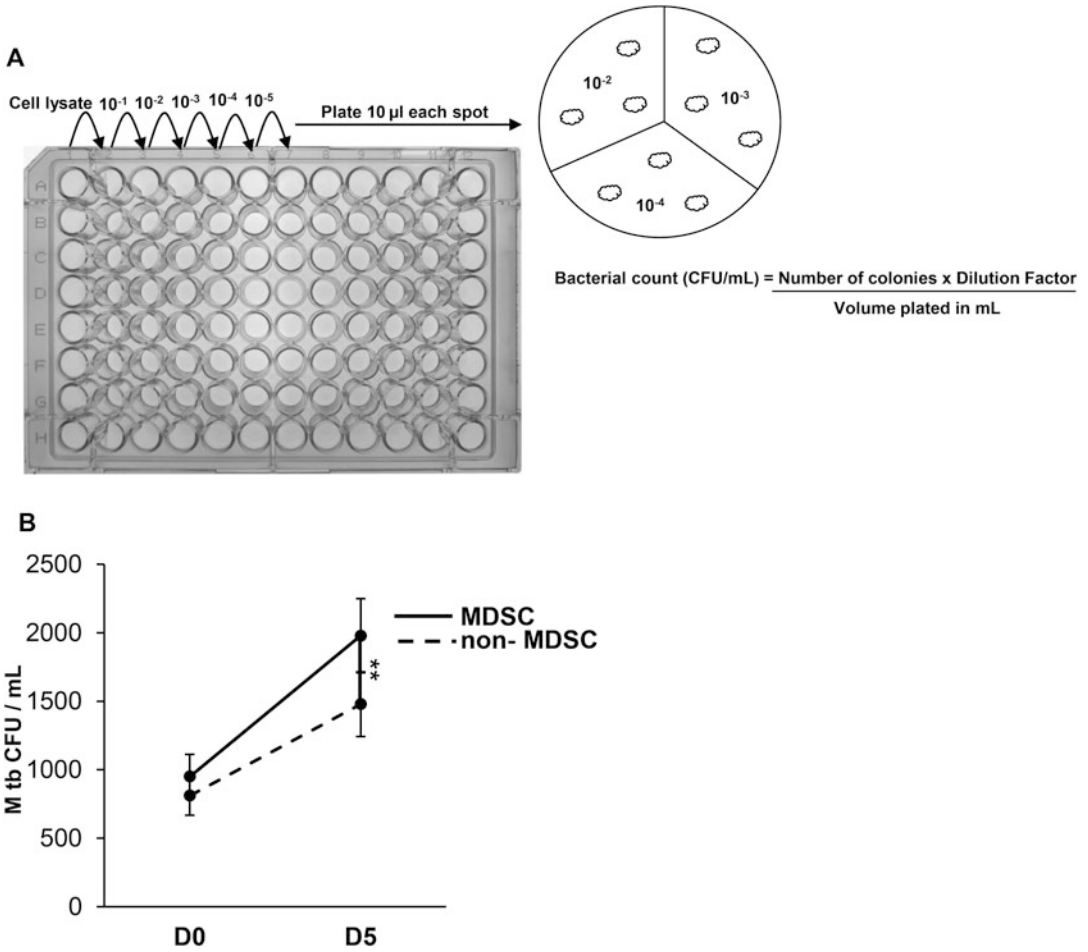 A
Cell lysate 10-1 10-2 10-3 10-4 10-5
Plate 10 µl each spot
10-2
10-3
10-4
A
B
C
D
E
F
G
H
Bacterial count (CFU/mL) = Number of colonies x Dilution Factor
Volume plated in mL
B
2500
2000
1500
1000
500
0
M tb CFU / mL
MDSC
non- MDSC
**
D0
D5